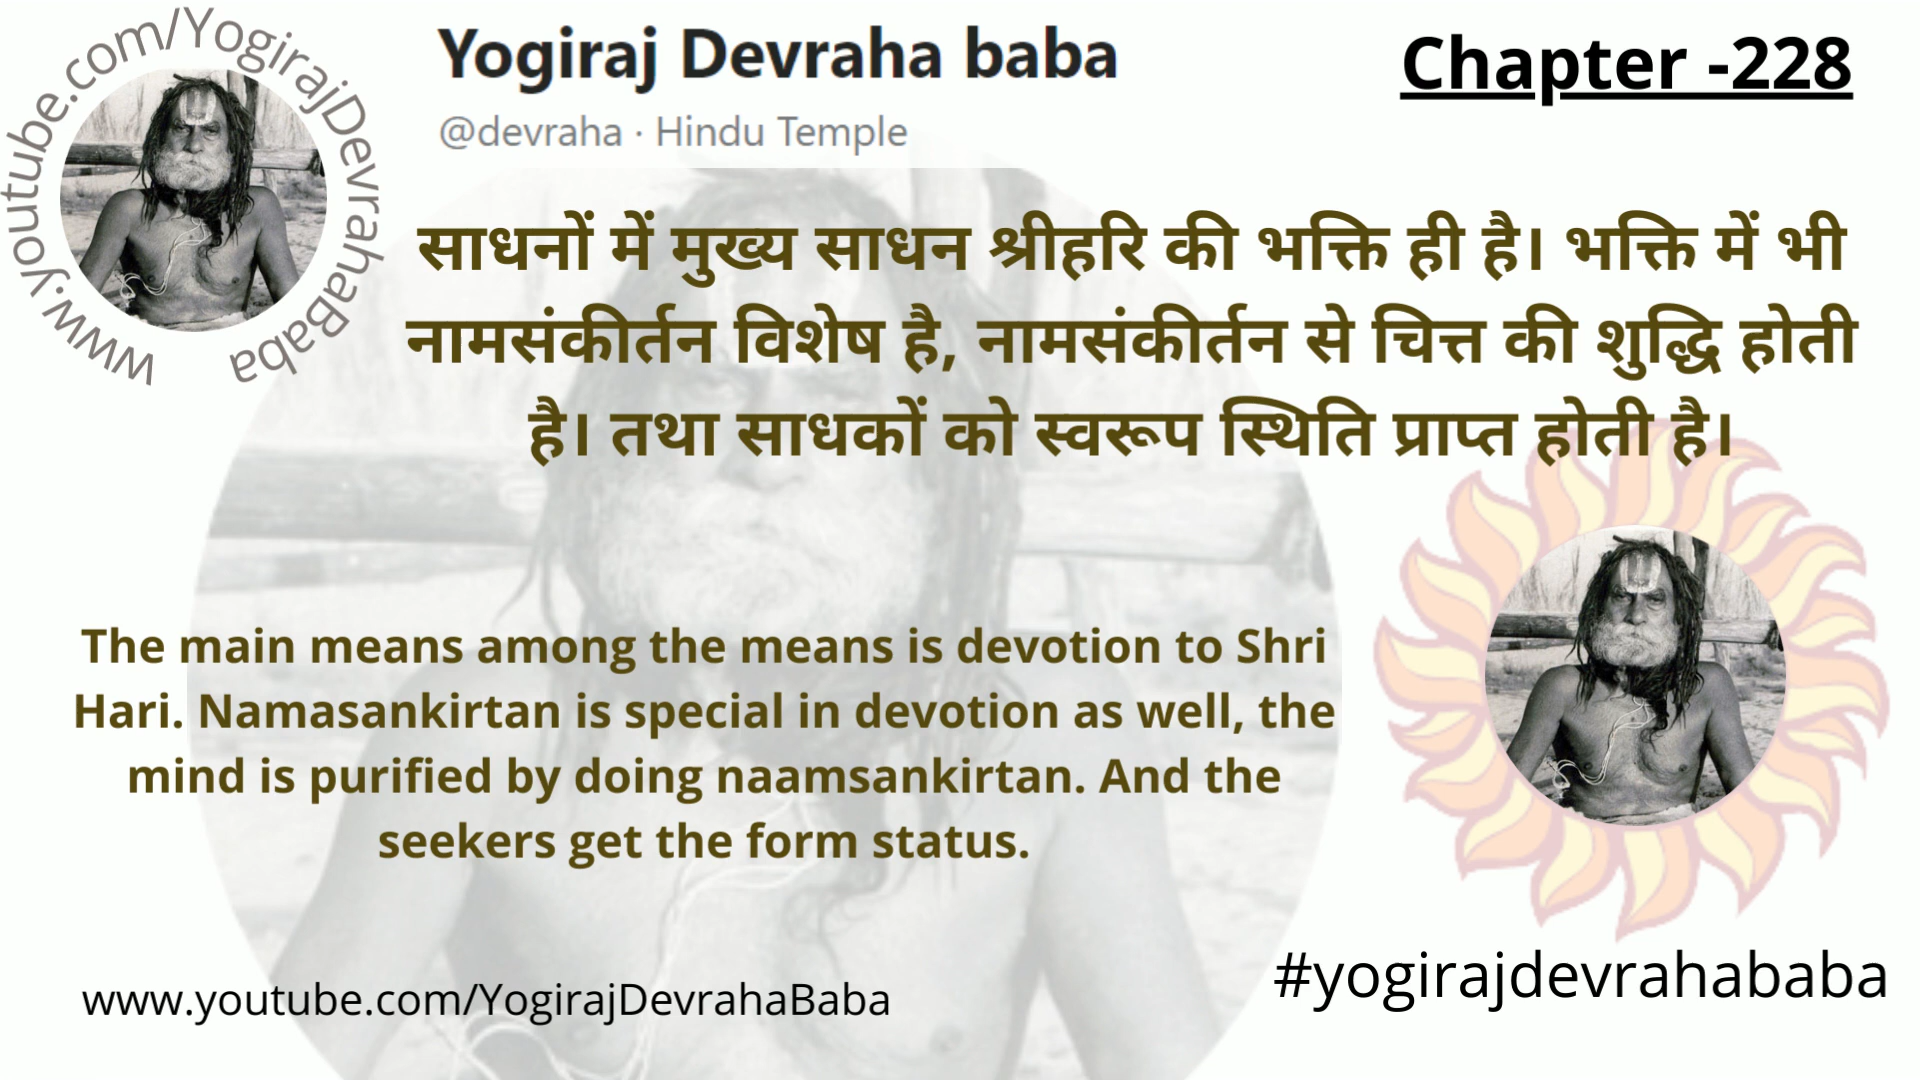 www.youtube.com/YogirajDevrahaBaba
Yogiraj Devraha baba
@devraha · Hindu Temple
Chapter -228
साधनों में मुख्य साधन श्रीहरि की भक्ति ही है। भक्ति में भी
नामसंकीर्तन विशेष है, नामसंकीर्तन से चित्त की शुद्धि होती
है। तथा साधकों को स्वरूप स्थिति प्राप्त होती है।
The main means among the means is devotion to Shri
Hari. Namasankirtan is special in devotion as well, the
mind is purified by doing naamsankirtan. And the
seekers get the form status.
www.youtube.com/YogirajDevrahaBaba
#yogirajdevrahababa